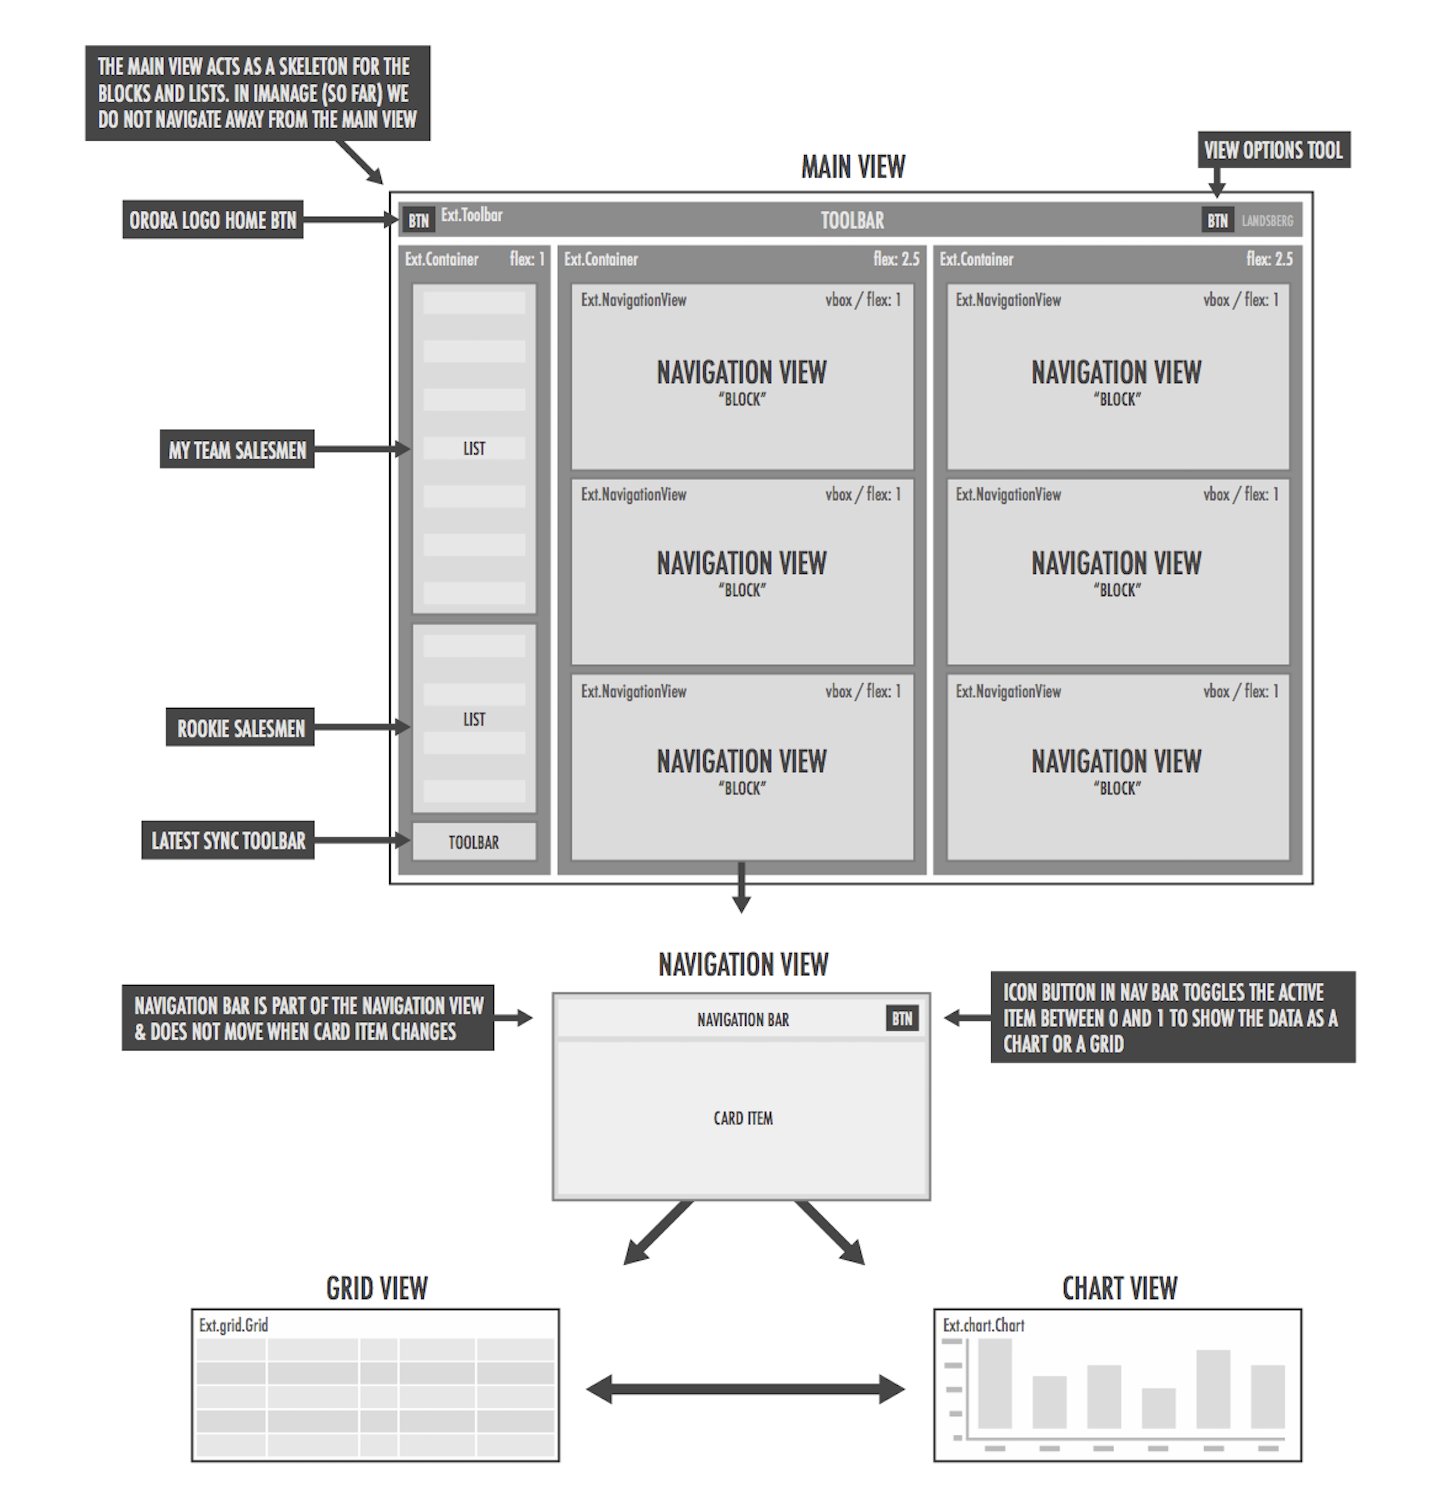 THE MAIN VIEW ACTS AS A SKELETON FOR THE
BLOCKS AND LISTS. IN IMANAGE (SO FAR) WE
DO NOT NAVIGATE AWAY FROM THE MAIN VIEW
VIEW OPTIONS TOOL
MAIN VIEW
ORORA LOGO HOME BTN
BTN
Ext.Toolbar
TOOLBAR
BTN
LANDSBERG
Ext.Container
flex: 1
Ext.Container
flex: 2.5
Ext.Container
flex: 2.5
Ext.NavigationView
vbox / flex: 1
NAVIGATION VIEW
“BLOCK”
Ext.NavigationView
vbox / flex: 1
NAVIGATION VIEW
“BLOCK”
MY TEAM SALESMEN
LIST
Ext.NavigationView
vbox / flex: 1
NAVIGATION VIEW
“BLOCK”
Ext.NavigationView
vbox / flex: 1
NAVIGATION VIEW
“BLOCK”
ROOKIE SALESMEN
LIST
Ext.NavigationView
vbox / flex: 1
NAVIGATION VIEW
“BLOCK”
Ext.NavigationView
vbox / flex: 1
NAVIGATION VIEW
“BLOCK”
LATEST SYNC TOOLBAR
TOOLBAR
NAVIGATION VIEW
NAVIGATION BAR IS PART OF THE NAVIGATION VIEW
& DOES NOT MOVE WHEN CARD ITEM CHANGES
NAVIGATION BAR
BTN
ICON BUTTON IN NAV BAR TOGGLES THE ACTIVE
ITEM BETWEEN 0 AND 1 TO SHOW THE DATA AS A
CHART OR A GRID
CARD ITEM
GRID VIEW
Ext.grid.Grid
CHART VIEW
Ext.chart.Chart